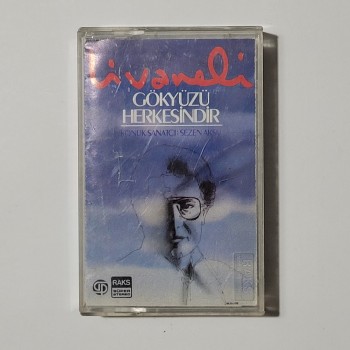 Livaneli
GÖKYÜZÜ
HERKESİNDİR
KONUK SANATÇI: SEZEN AKSU
RAKS